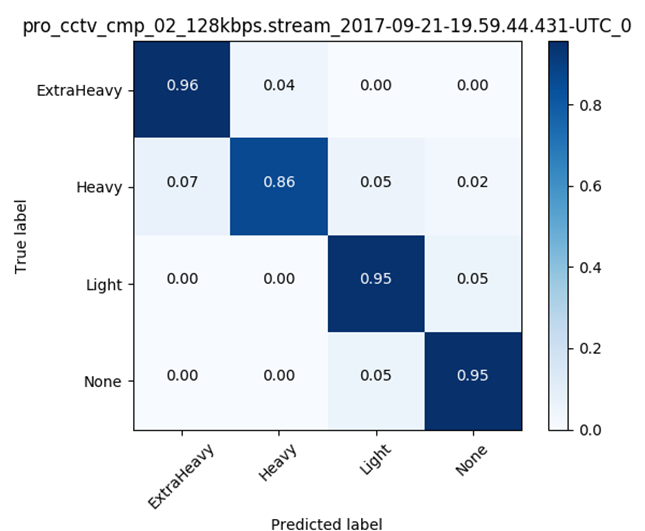 pro_cctv_cmp_02_128kbps.stream_2017-09-21-19.59.44.431-UTC_0
True label
ExtraHeavy 0.96 0.04 0.00 0.00
Heavy 0.07 0.86 0.05 0.02
Light 0.00 0.00 0.95 0.05
None 0.00 0.00 0.05 0.95
ExtraHeavy Heavy Light None
Predicted label
0.8
0.6
0.4
0.2
0.0